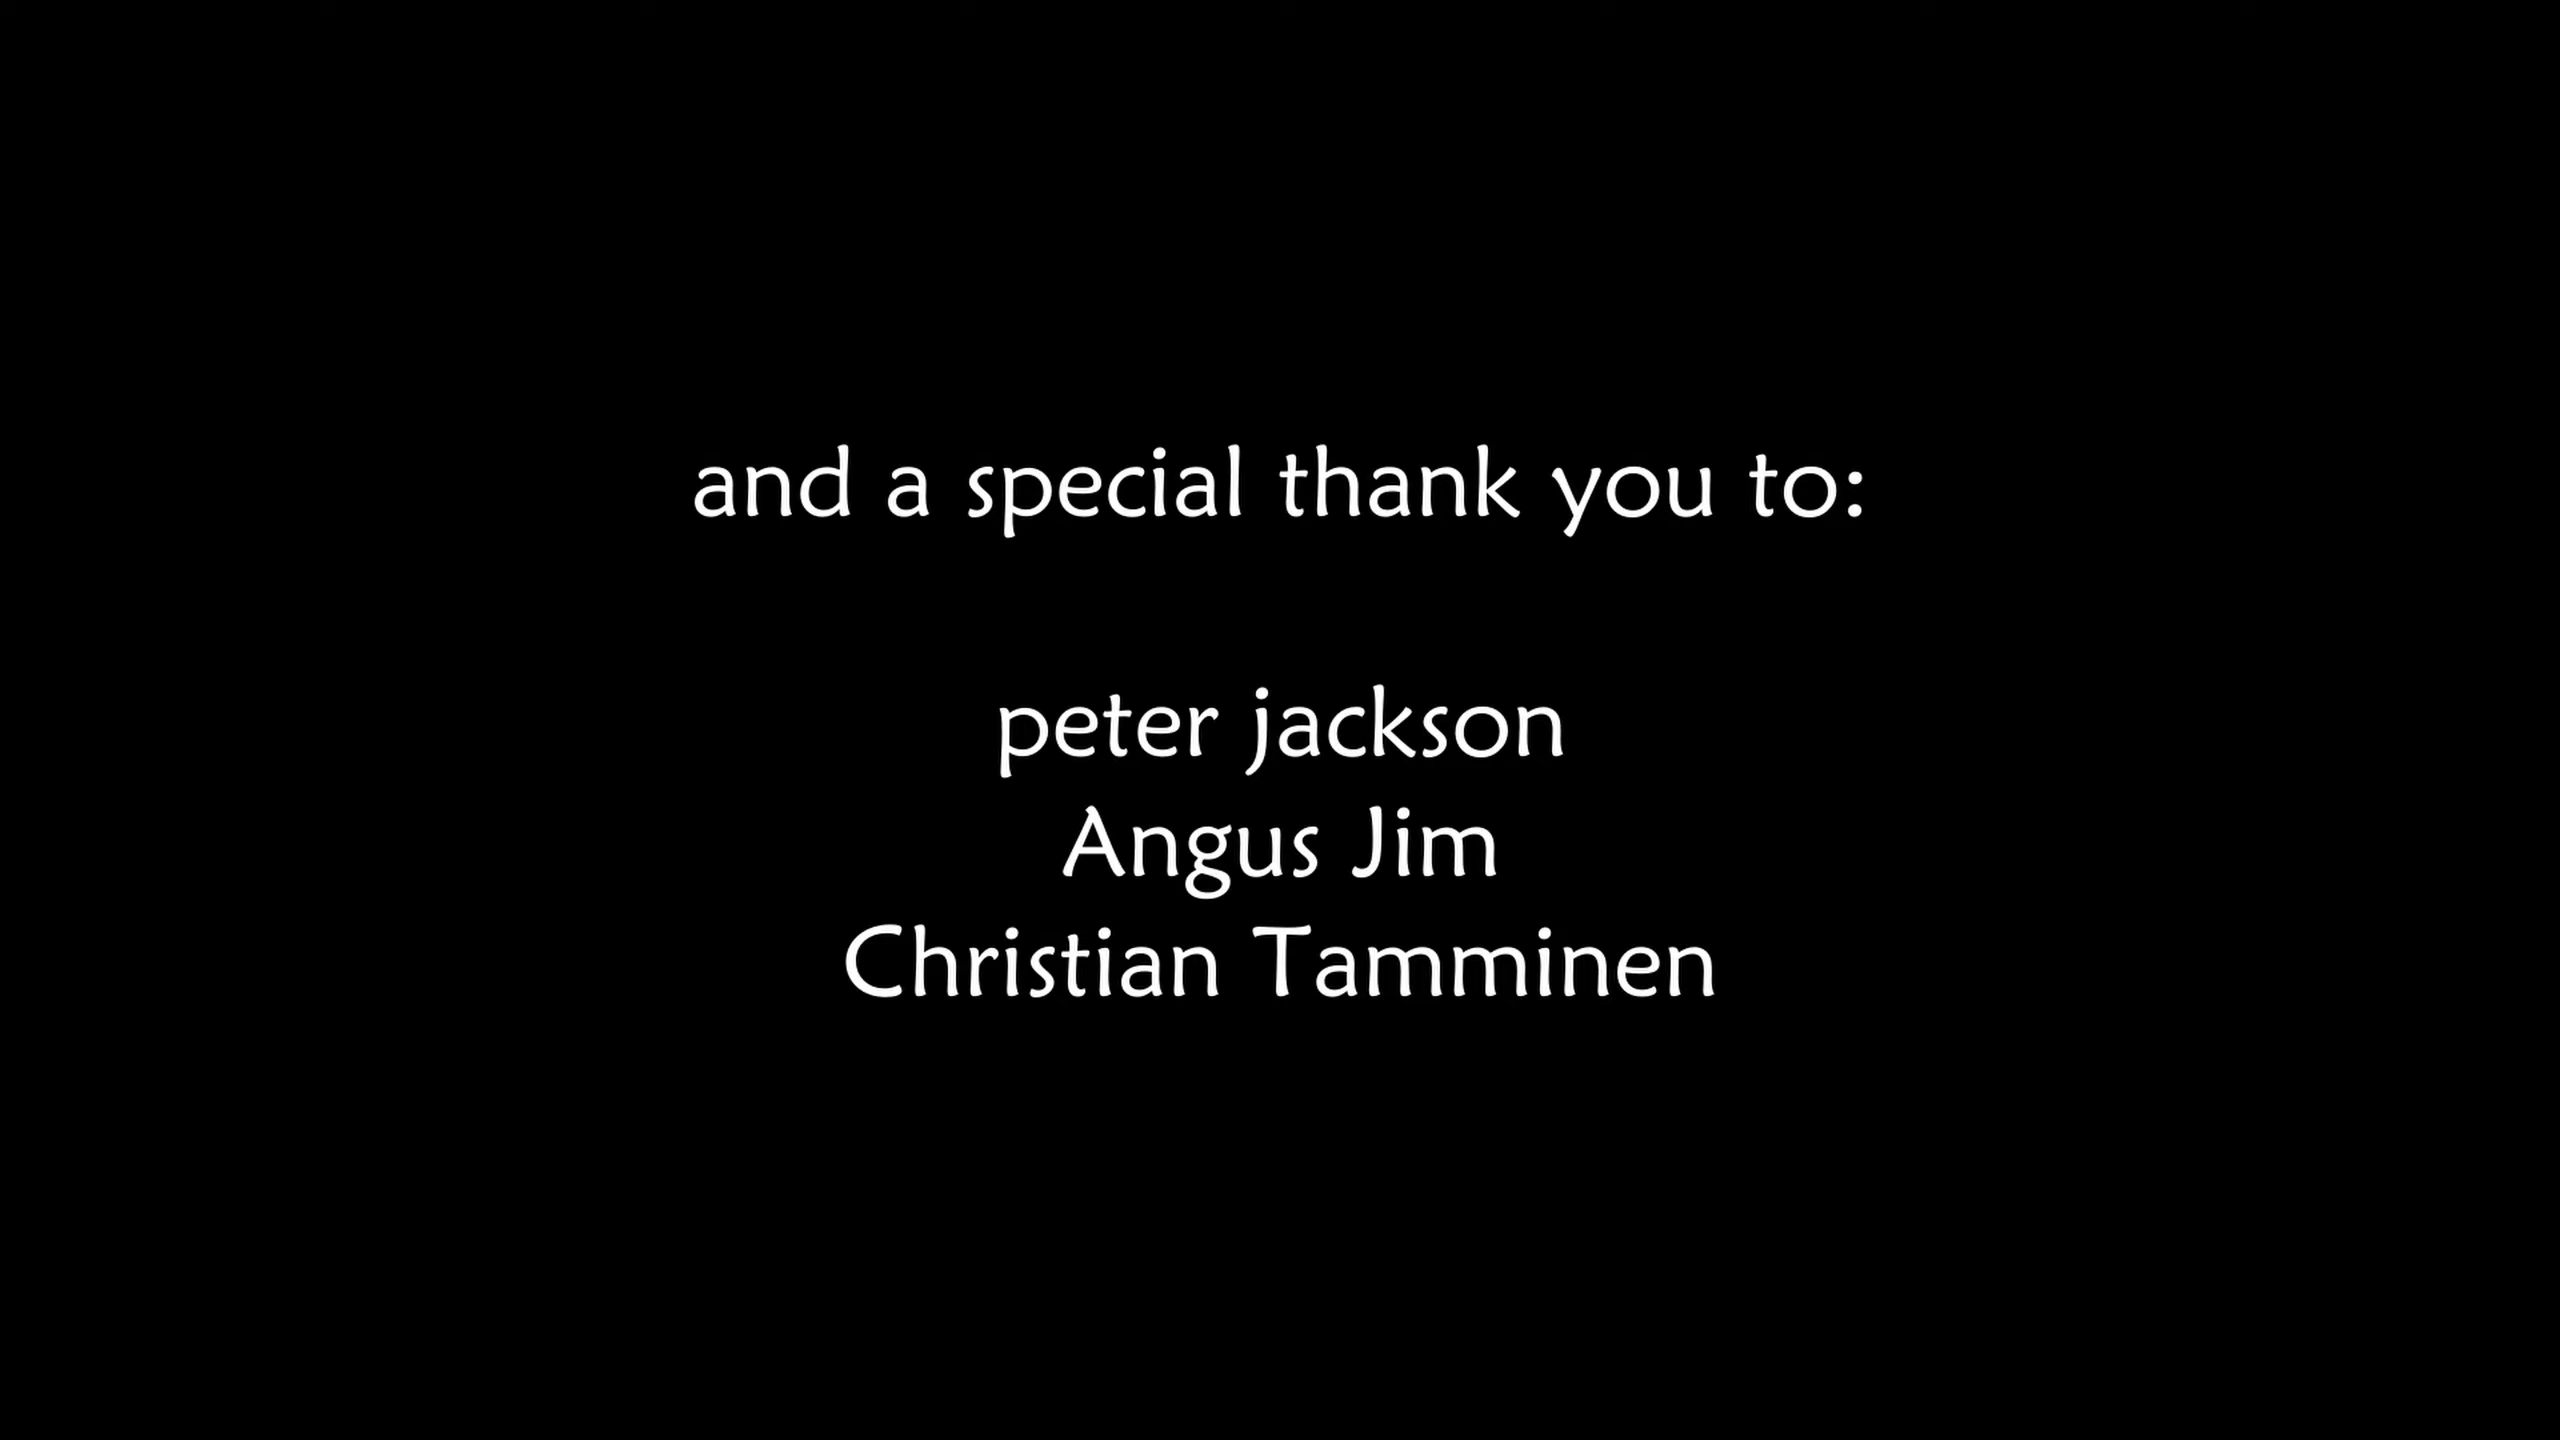 and a special thank you to:
peter jackson
Angus Jim
Christian Tamminen